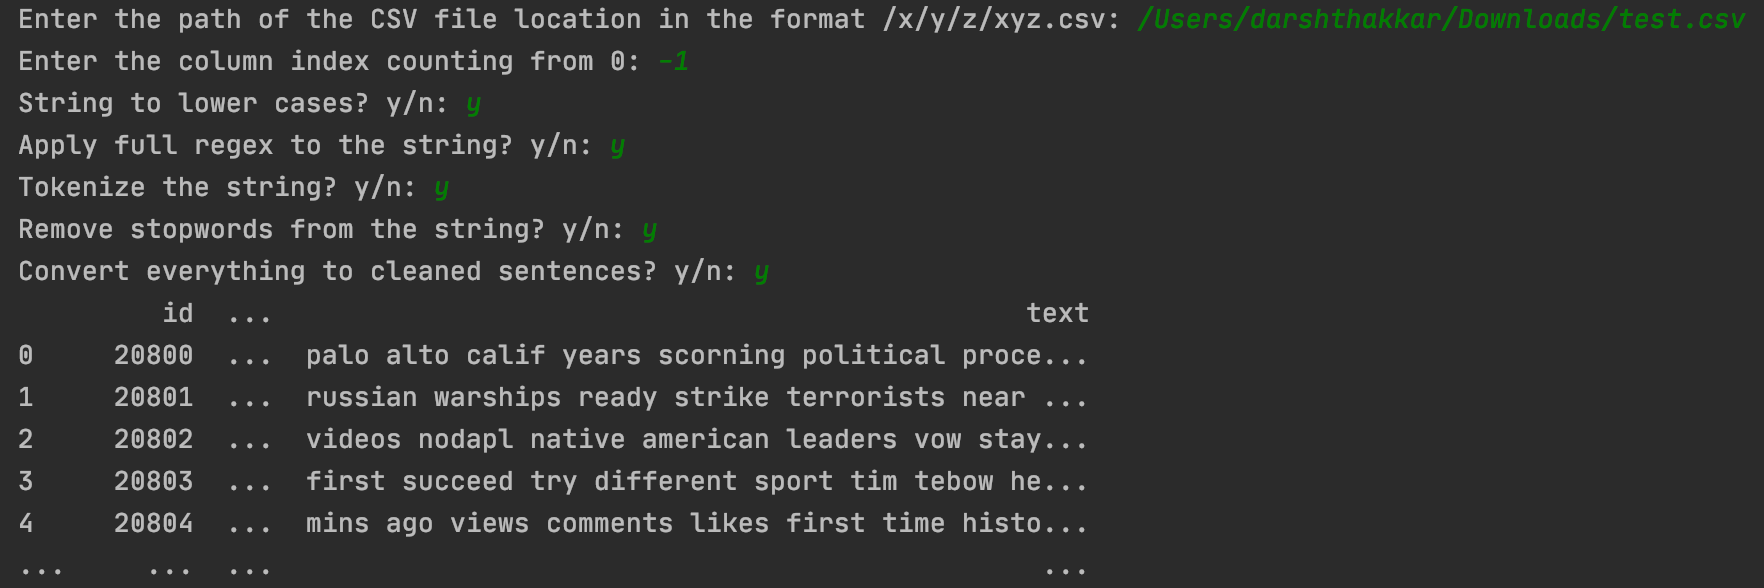 Enter the path of the CSV file location in the format /x/y/z/xyz.csv: /Users/darshthakkar/Downloads/test.csv
Enter the column index counting from 0: -1
String to lower cases? y/n: y
Apply full regex to the string? y/n: y
Tokenize the string? y/n: y
Remove stopwords from the string? y/n: y
Convert everything to cleaned sentences? y/n: y
id ... text
0 20800 ... palo alto calif years scorning political proce...
1 20801 ... russian warships ready strike terrorists near ...
2 20802 ... videos nodapl native american leaders vow stay...
3 20803 ... first succeed try different sport tim tebow he...
4 20804 ... mins ago views comments likes first time histo...
... ... ... ...